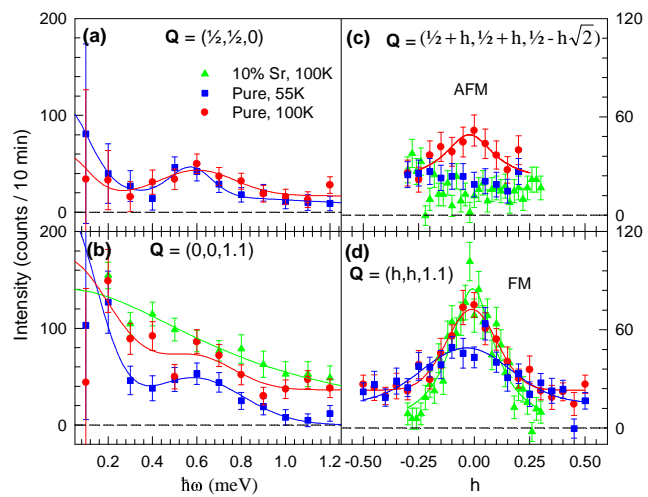 200
(a)
Q = (½,½,0)
10% Sr, 100K
Pure, 55K
Pure, 100K
100
0
(c)
Q = (½+h,½+h,½-h√2)
AFM
120
60
0
200
(b)
Q = (0,0,1.1)
100
0
(d)
Q = (h,h,1.1)
FM
120
60
0
Intensity (counts / 10 min)
0.2 0.4 0.6 0.8 1.0 1.2
-0.50 -0.25 0.00 0.25 0.50
ħω (meV)
h